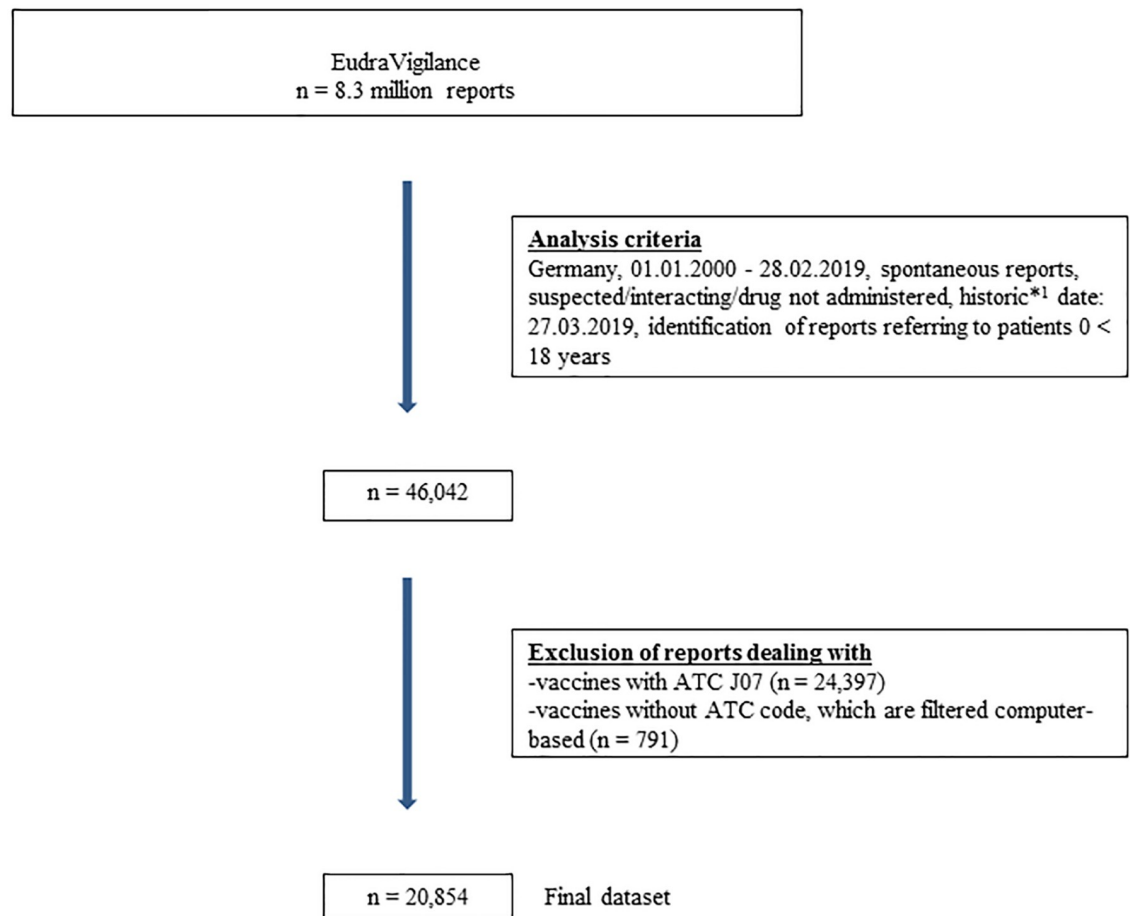 EudraVigilance
n = 8.3 million reports
Analysis criteria
Germany, 01.01.2000 - 28.02.2019, spontaneous reports,
suspected/interacting/drug not administered, historic*¹ date:
27.03.2019, identification of reports referring to patients 0 <
18 years
n = 46,042
Exclusion of reports dealing with
-vaccines with ATC J07 (n = 24,397)
-vaccines without ATC code, which are filtered computer-
based (n = 791)
n = 20,854
Final dataset